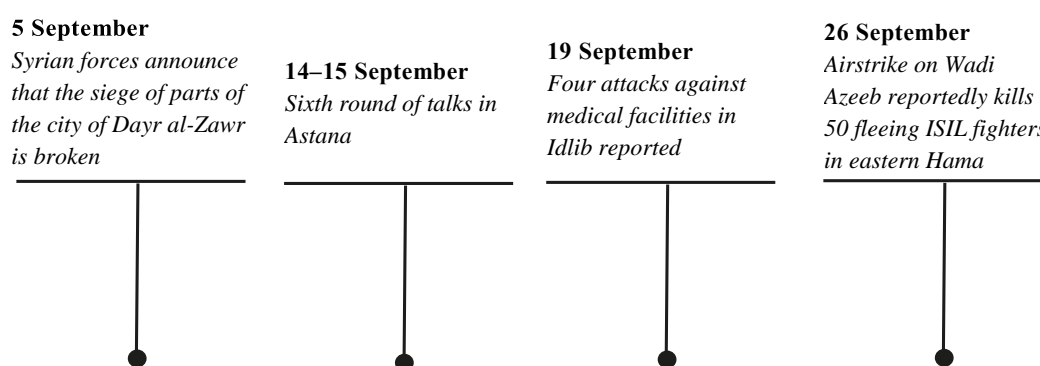 5 September
Syrian forces announce
that the siege of parts of
the city of Dayr al-Zawr
is broken
14–15 September
Sixth round of talks in
Astana
19 September
Four attacks against
medical facilities in
Idlib reported
26 September
Airstrike on Wadi
Azeeb reportedly kills
50 fleeing ISIL fighters
in eastern Hama